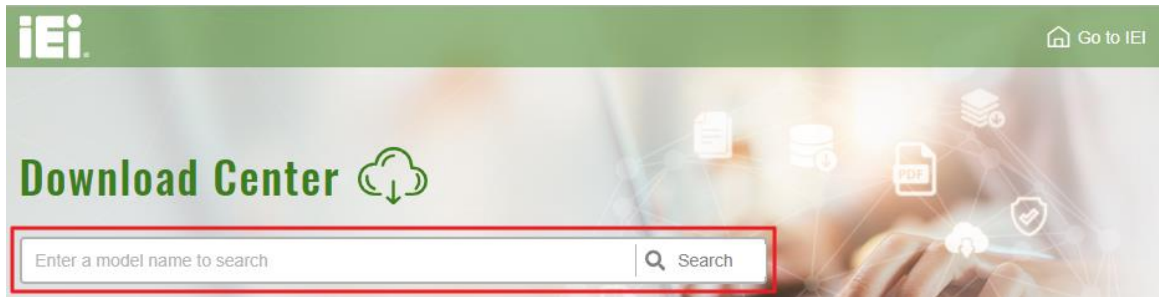 iEi.
Go to IEI
Download Center
PDF
Enter a model name to search
Search